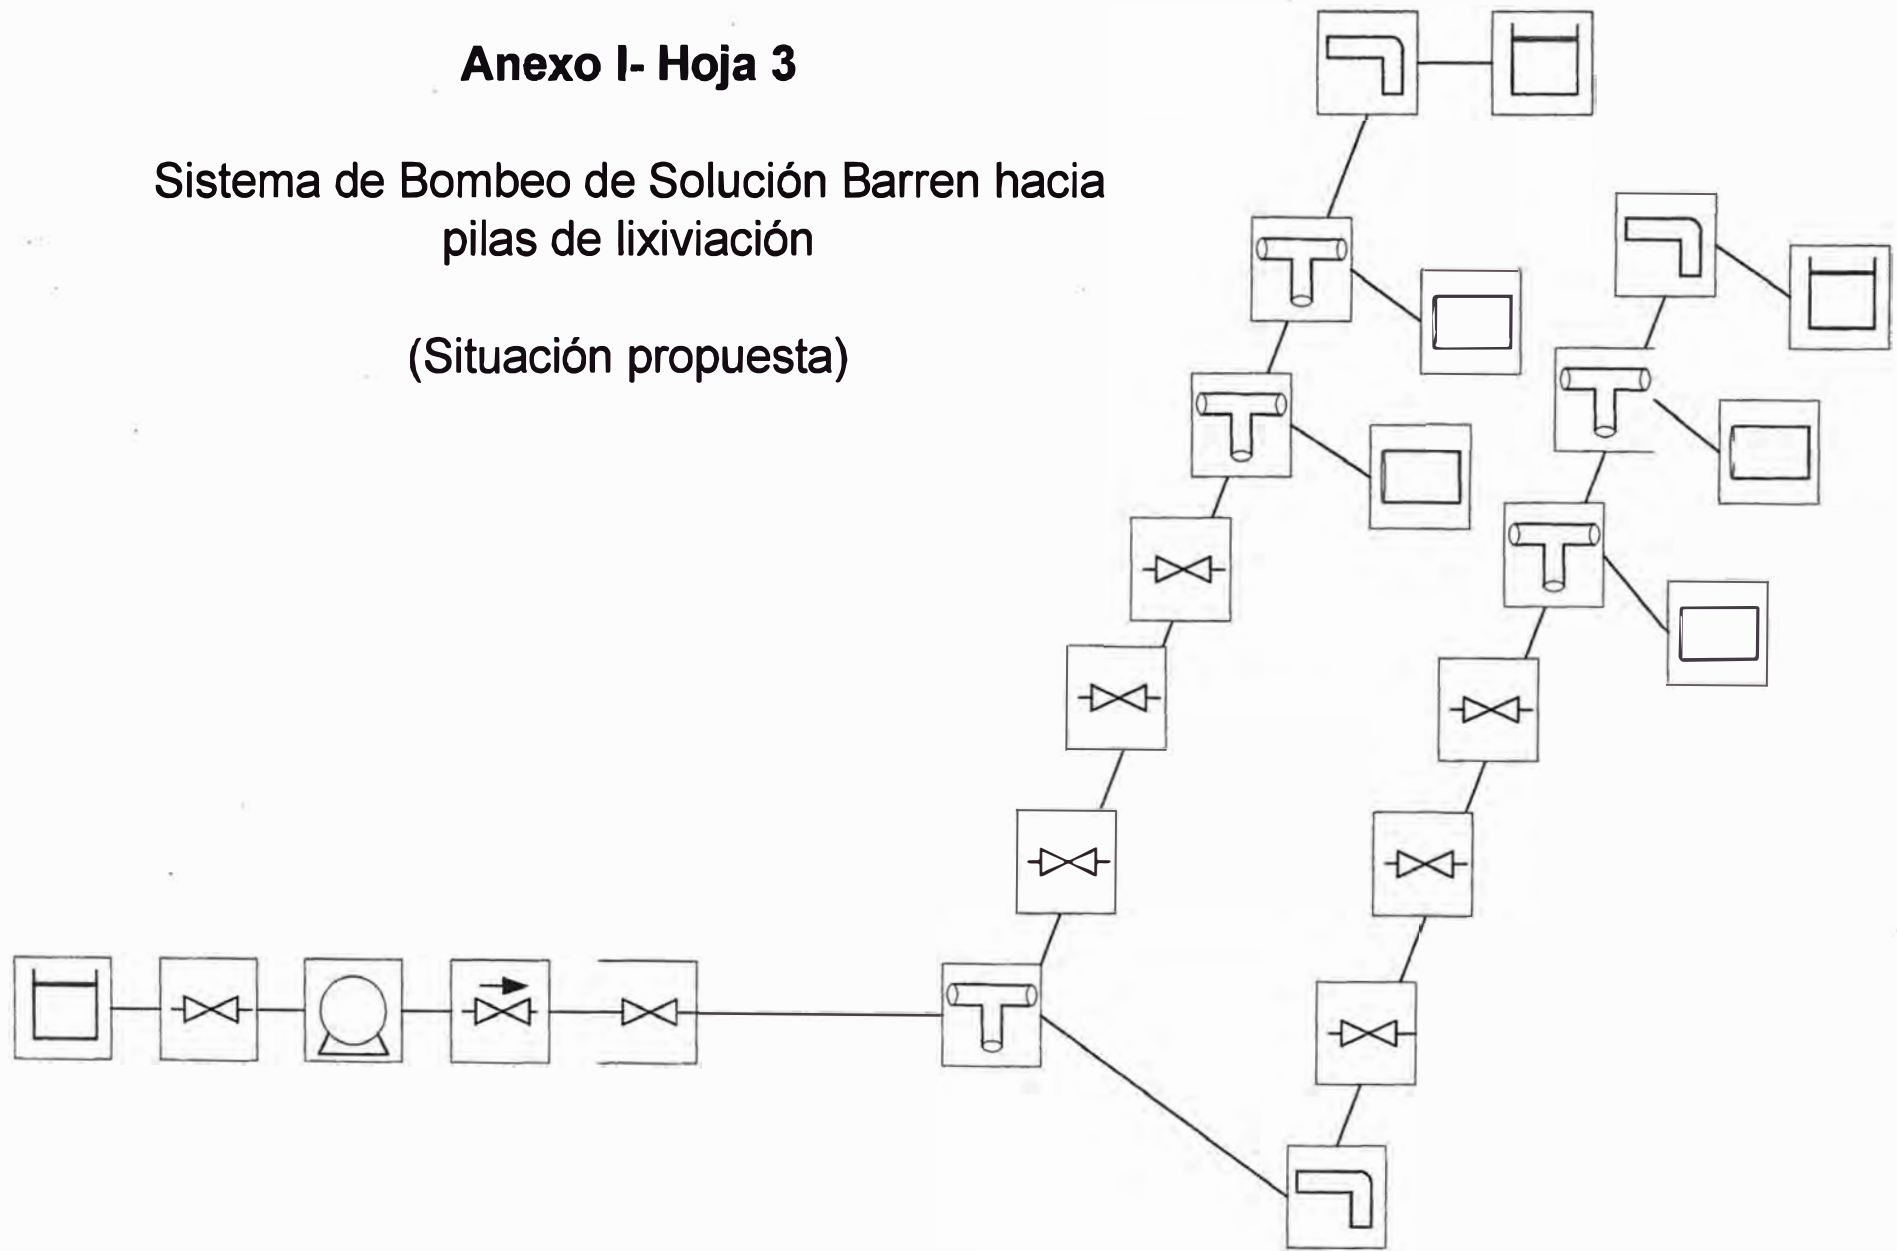 Anexo I- Hoja 3
Sistema de Bombeo de Solución Barren hacia
pilas de lixiviación
(Situación propuesta)